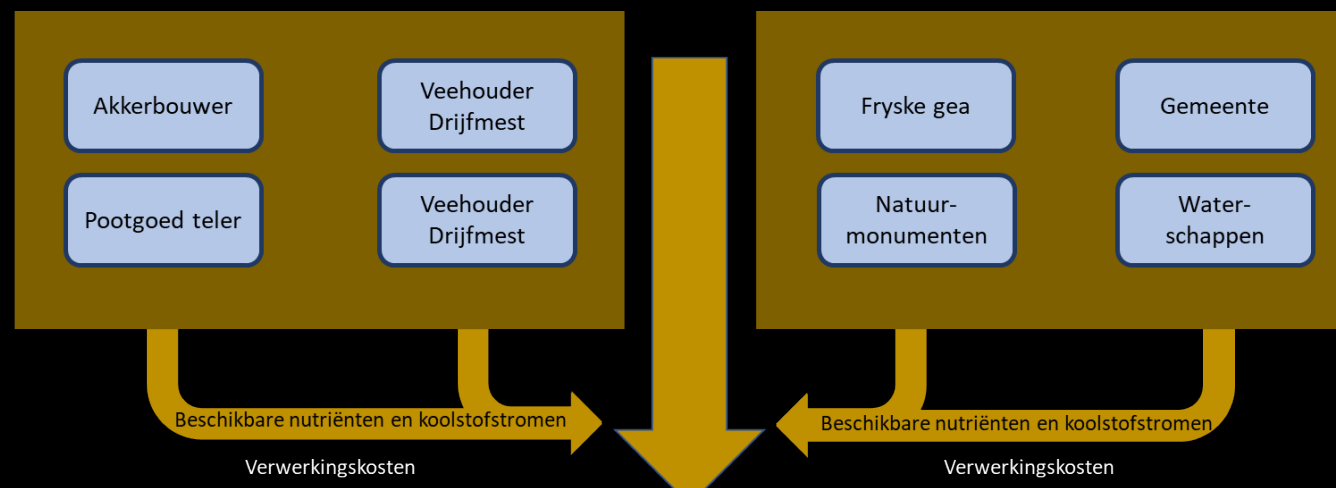 Akkerbouwer
Veehouder
Drijfmest
Pootgoed teler
Veehouder
Drijfmest
Fryske gea
Gemeente
Natuur-
monumenten
Water-
schappen
Beschikbare nutriënten en koolstofstromen
Verwerkingskosten
Beschikbare nutriënten en koolstofstromen
Verwerkingskosten